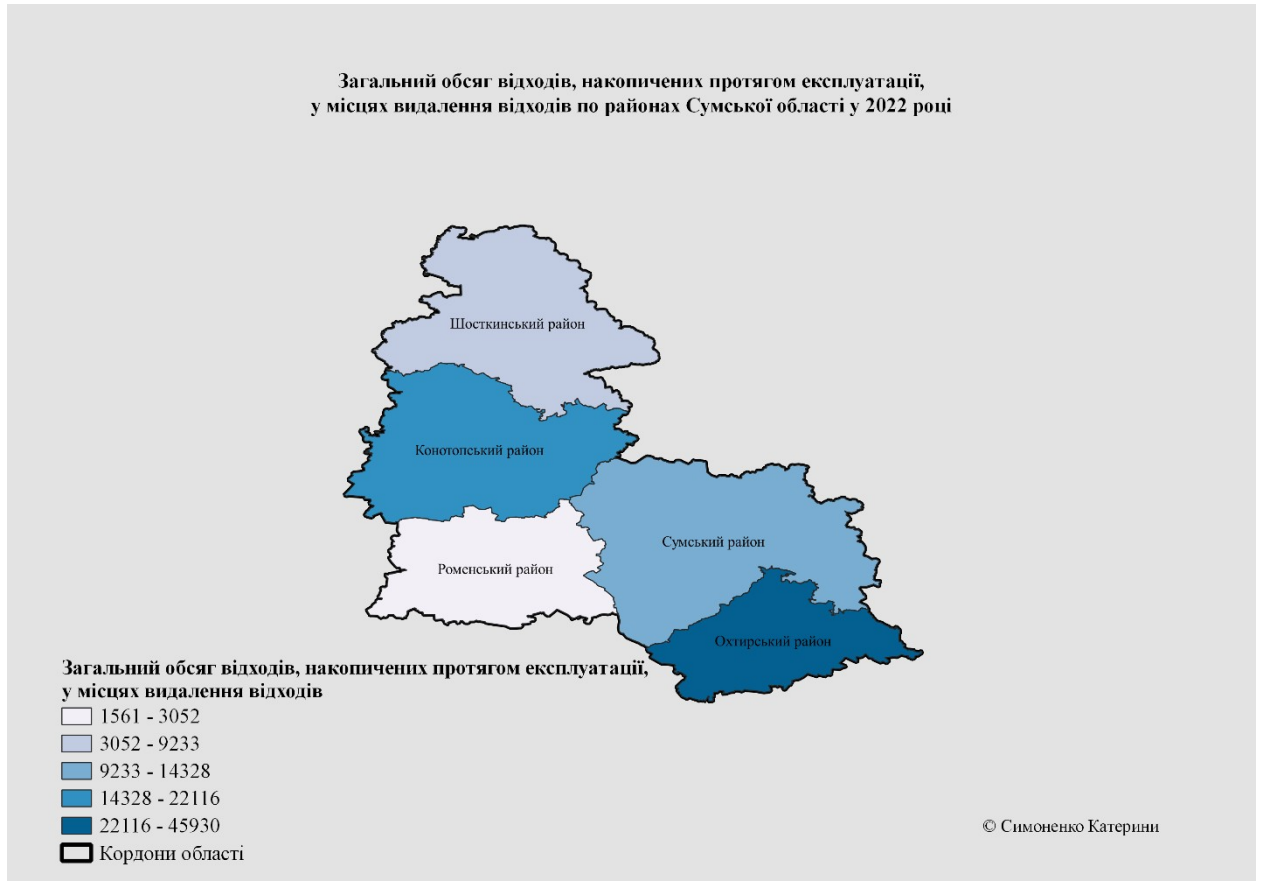 Загальний обсяг відходів, накопичених протягом експлуатації,
у місцях видалення відходів по районах Сумської області у 2022 році
Шосткинський район
Конотопський район
Сумський район
Роменський район
Охтирський район
Загальний обсяг відходів, накопичених протягом експлуатації,
у місцях видалення відходів
1561 - 3052
3052 - 9233
9233 - 14328
14328 - 22116
22116 - 45930
Кордони області
© Симоненко Катерини